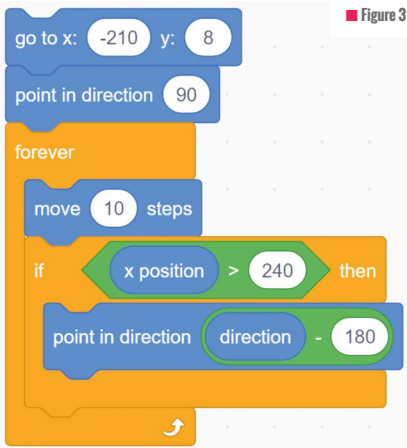 Figure 3
go to x: -210 y: 8
point in direction 90
forever
move 10 steps
if x position > 240 then
point in direction direction - 180